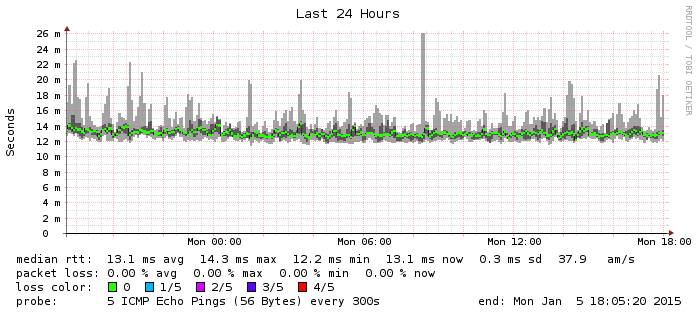 Last 24 Hours
RRDTOOL / TOBI OETIKER
Seconds
26 m
24 m
22 m
20 m
18 m
16 m
14 m
12 m
10 m
8 m
6 m
4 m
2 m
0
Mon 00:00 Mon 06:00 Mon 12:00 Mon 18:00
median rtt: 13.1 ms avg 14.3 ms max 12.2 ms min 13.1 ms now 0.3 ms sd 37.9 am/s
packet loss: 0.00 % avg 0.00 % max 0.00 % min 0.00 % now
loss color: 0 1/5 2/5 3/5 4/5
probe: 5 ICMP Echo Pings (56 Bytes) every 300s end: Mon Jan 5 18:05:20 2015